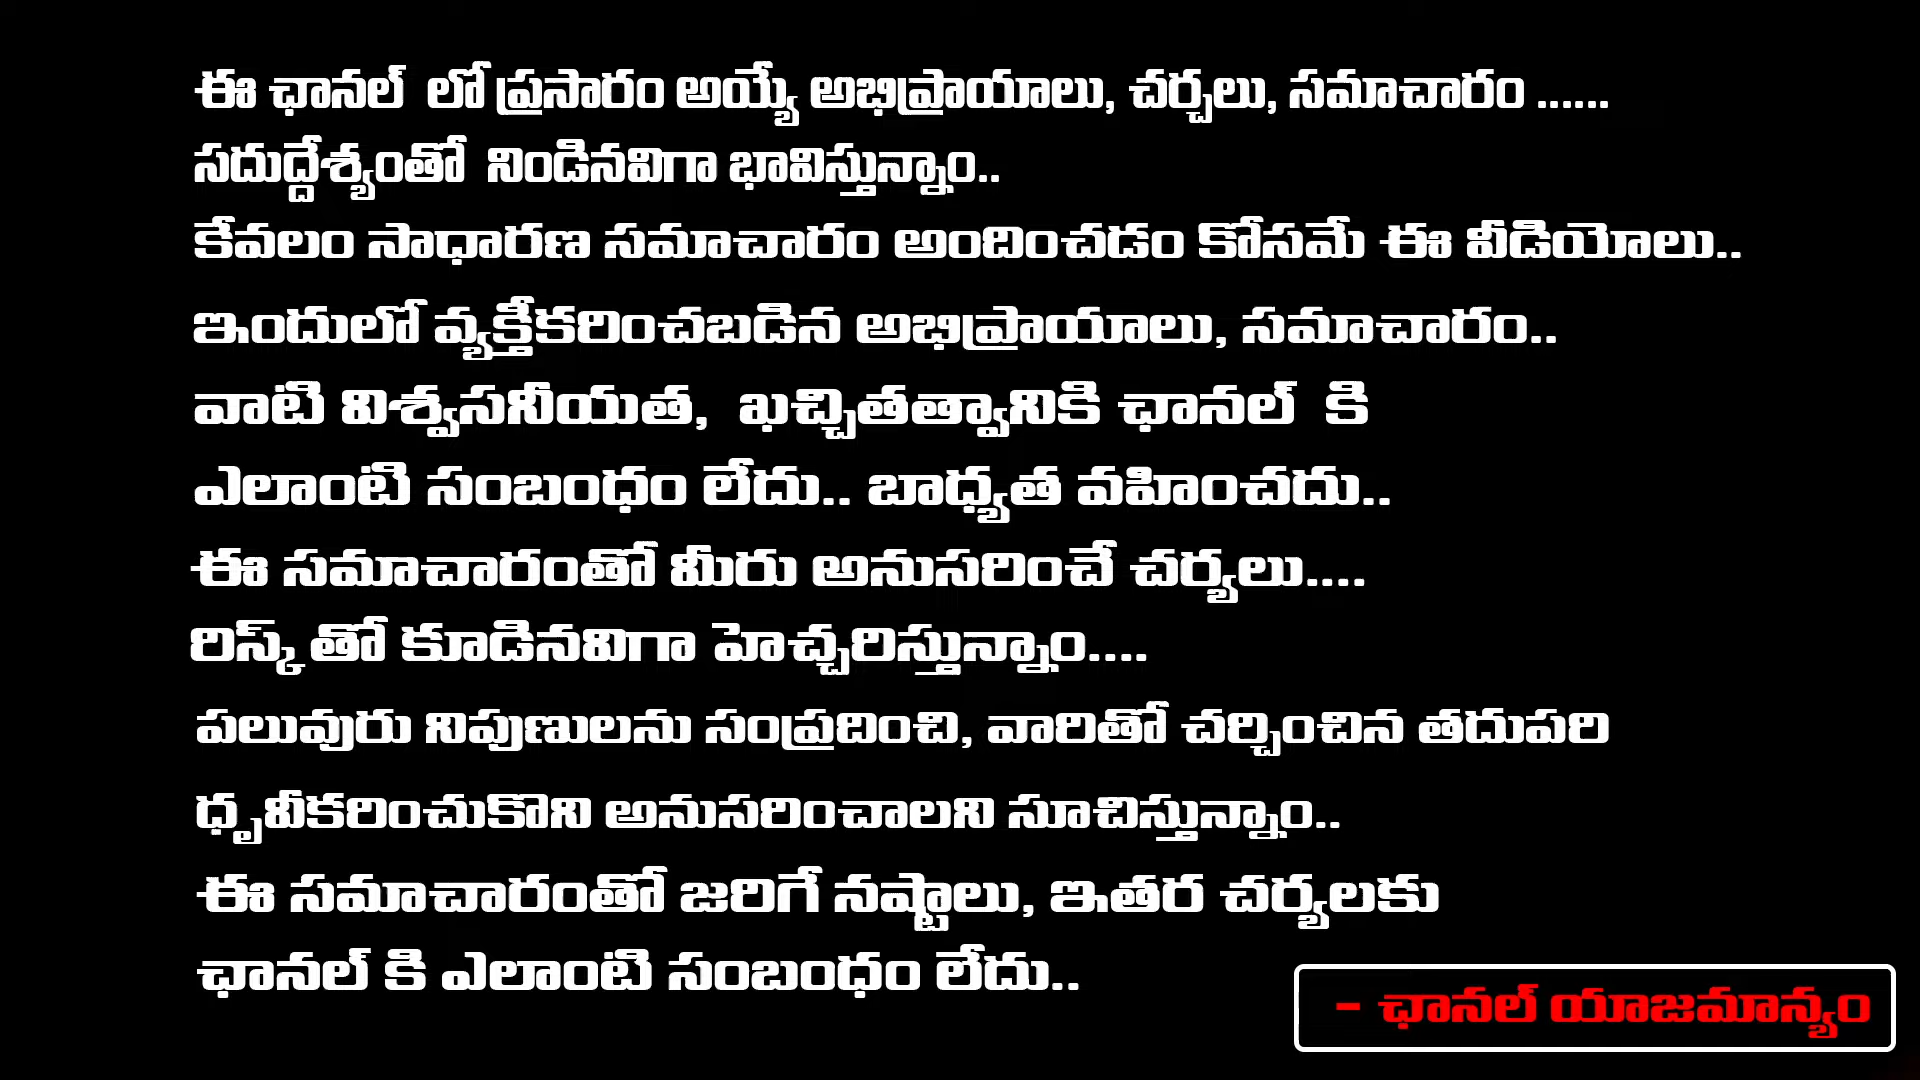 ఈ ఛానల్ లో ప్రసారం అయ్యే అభిప్రాయాలు, చర్చలు, సమాచారం ......
సదుద్దేశ్యంతో నిండినవిగా భావిస్తున్నాం..
కేవలం సాధారణ సమాచారం అందించడం కోసమే ఈ వీడియోలు..
ఇందులో వ్యక్తీకరించబడిన అభిప్రాయాలు, సమాచారం..
వాటి విశ్వసనీయత, ఖచ్చితత్వానికి ఛానల్ కి
ఎలాంటి సంబంధం లేదు.. బాధ్యత వహించదు..
ఈ సమాచారంతో మీరు అనుసరించే చర్యలు....
రిస్క్ తో కూడినవిగా హెచ్చరిస్తున్నాం....
పలువురు నిపుణులను సంప్రదించి, వారితో చర్చించిన తదుపరి
ధృవీకరించుకొని అనుసరించాలని సూచిస్తున్నాం..
ఈ సమాచారంతో జరిగే నష్టాలు, ఇతర చర్యలకు
ఛానల్ కి ఎలాంటి సంబంధం లేదు..
- ఛానల్ యాజమాన్యం